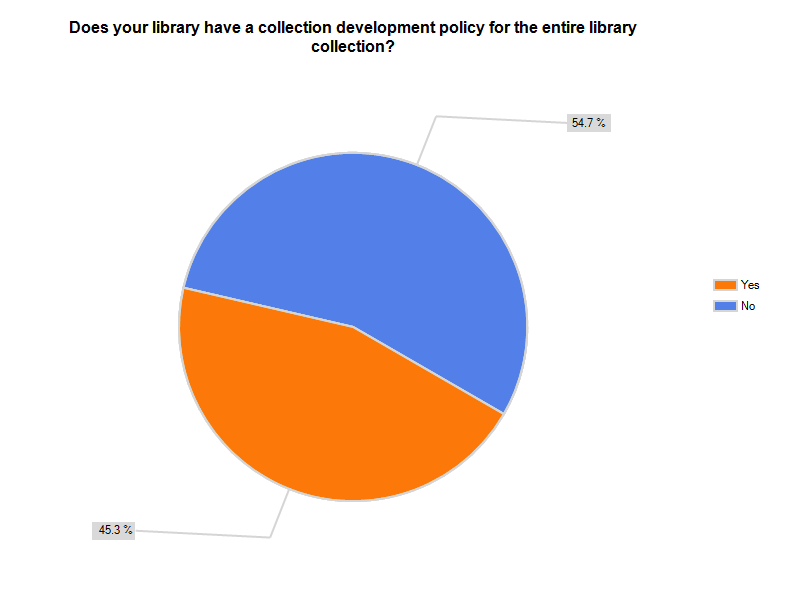 Does your library have a collection development policy for the entire library
collection?
54.7 %
Yes
No
45.3 %